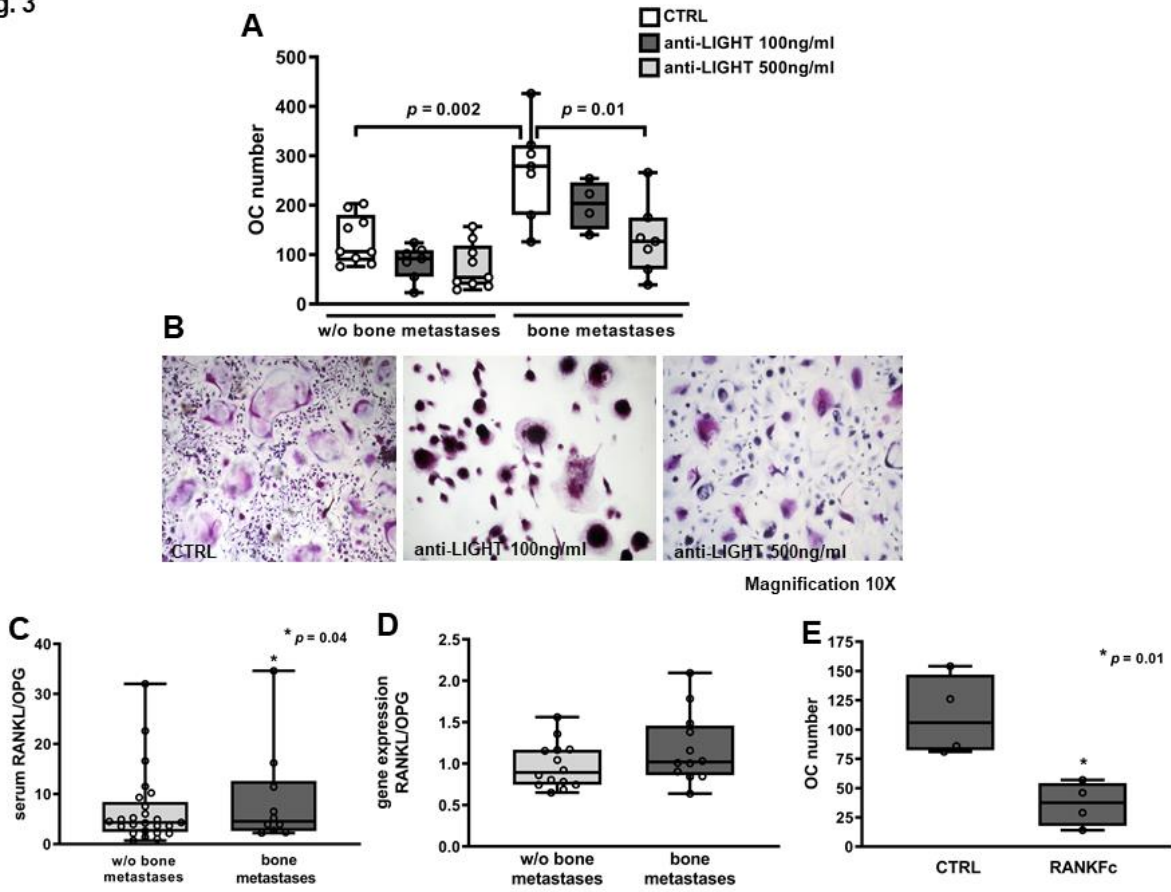 Fig. 3
A
CTRL
anti-LIGHT 100ng/ml
anti-LIGHT 500ng/ml
500
400
300
200
100
0
OC number
p = 0.002
p = 0.01
w/o bone metastases
bone metastases
B
CTRL
anti-LIGHT 100ng/ml
anti-LIGHT 500ng/ml
Magnification 10X
C
40
30
20
10
0
serum RANKL/OPG
* p = 0.04
*
w/o bone
metastases
bone
metastases
D
2.5
2.0
1.5
1.0
0.5
0.0
gene expression
RANKL/OPG
w/o bone
metastases
bone
metastases
E
175
150
125
100
75
50
25
0
OC number
* p = 0.01
*
CTRL
RANKFc